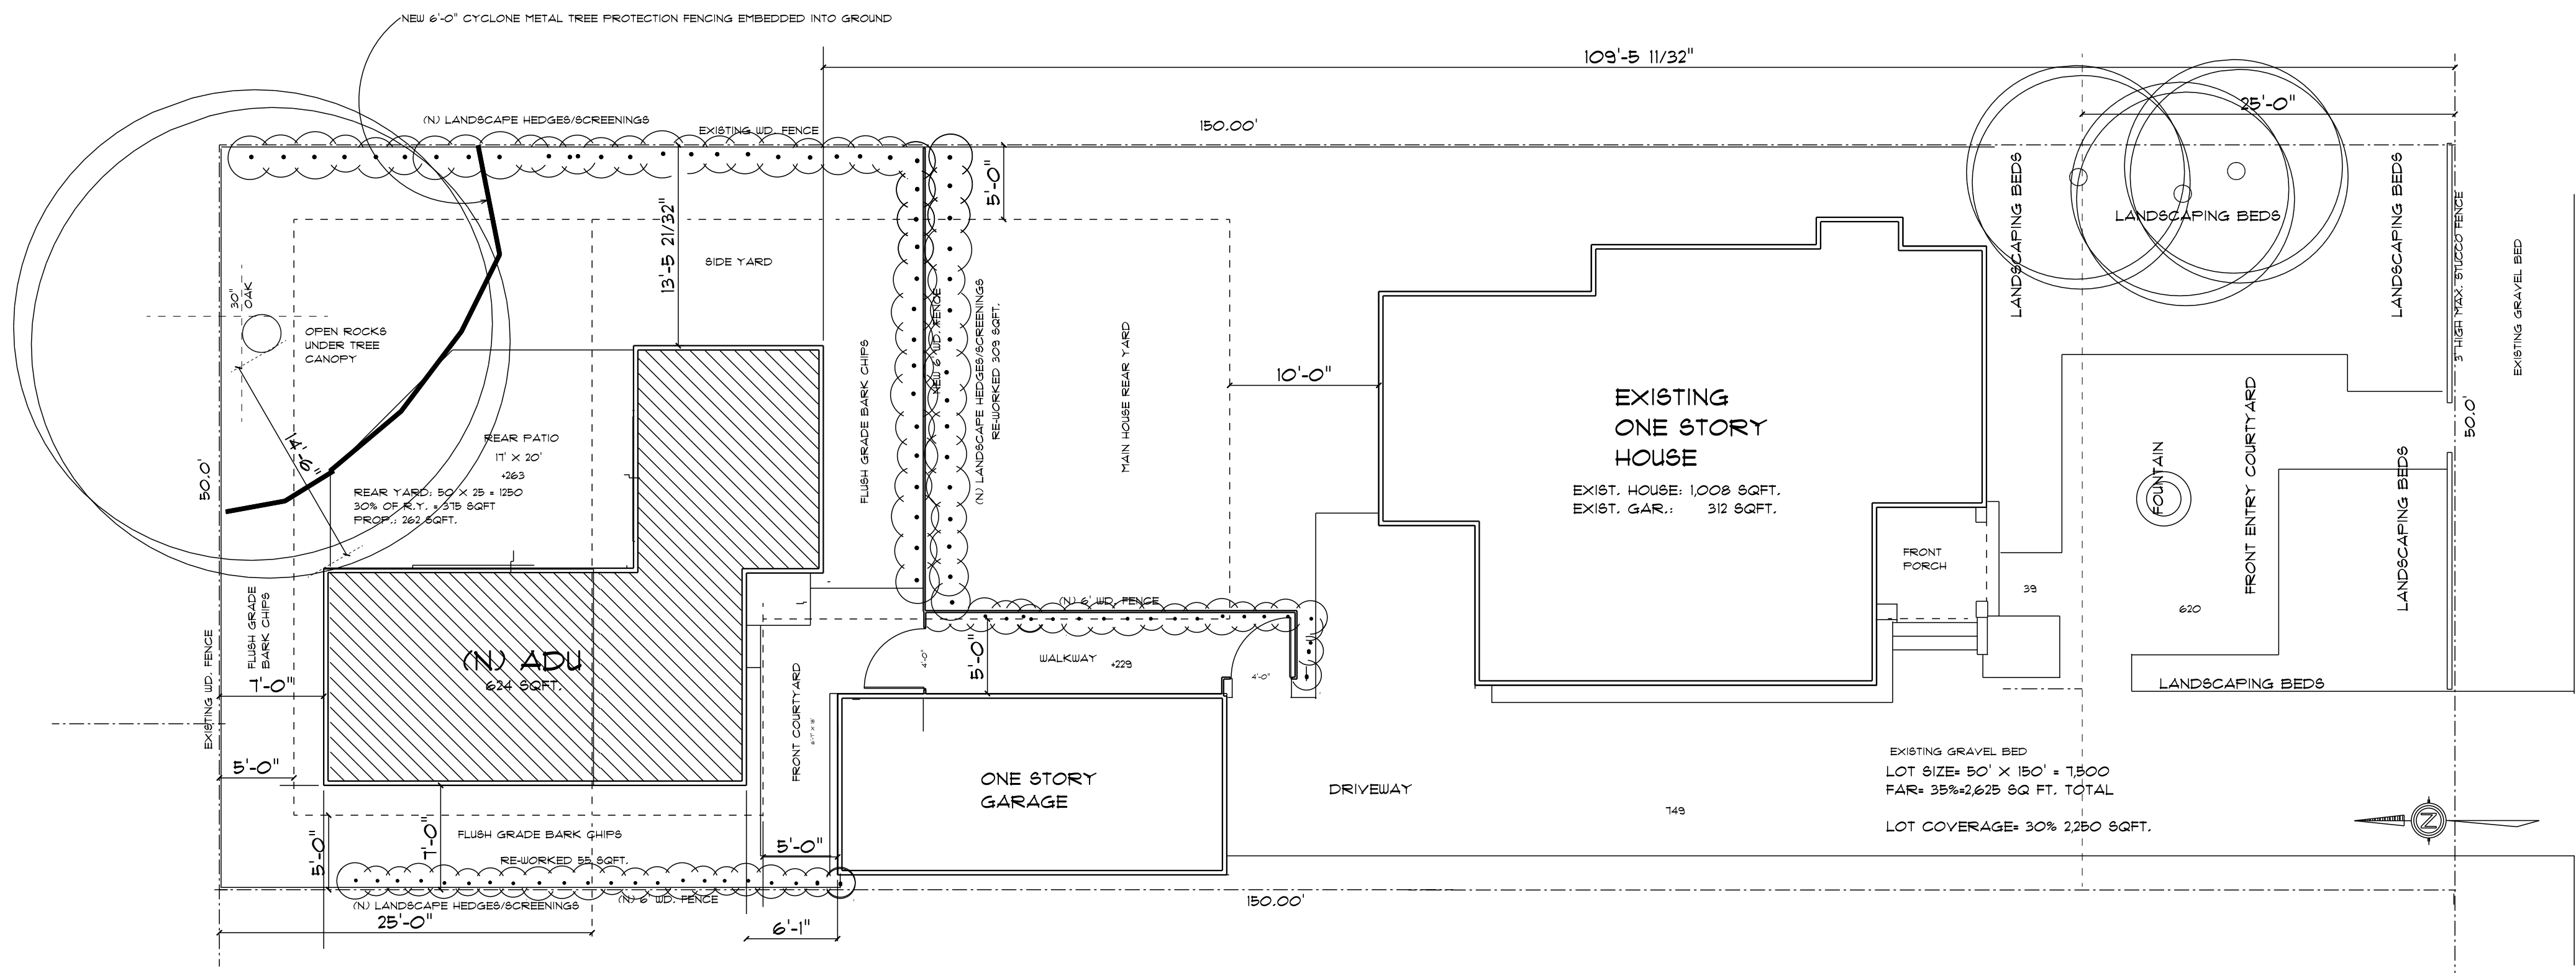 NEW 6'-0" CYCLONE METAL TREE PROTECTION FENCING EMBEDDED INTO GROUND
109'-5 11/32"
25'-0"
(N) LANDSCAPE HEDGES/SCREENINGS
EXISTING WD. FENCE
150.00'
5'-0"
13'-5 21/32"
SIDE YARD
LANDSCAPING BEDS
LANDSCAPING BEDS
LANDSCAPING BEDS
3' HIGH MAX. STUCCO FENCE
EXISTING GRAVEL BED
30"
OAK
OPEN ROCKS
UNDER TREE
CANOPY
FLUSH GRADE BARK CHIPS
NEW 6' WD. FENCE
(N) LANDSCAPE HEDGES/SCREENINGS
RE-WORKED 309 SQFT.
MAIN HOUSE REAR YARD
10'-0"
EXISTING
ONE STORY
HOUSE
EXIST. HOUSE: 1,008 SQFT.
EXIST. GAR.: 312 SQFT.
FOUNTAIN
FRONT ENTRY COURTYARD
LANDSCAPING BEDS
50.0'
50.0'
14'-6"
REAR PATIO
17' X 20'
+263
REAR YARD: 50 X 25 = 1250
30% OF R.Y. = 375 SQFT
PROP.: 262 SQFT.
FRONT
PORCH
39
620
FLUSH GRADE
BARK CHIPS
EXISTING WD. FENCE
(N) ADU
624 SQFT.
7'-0"
(N) 6' WD. FENCE
4'-0"
5'-0"
WALKWAY
+229
4'-0"
FRONT COURTYARD
LANDSCAPING BEDS
5'-0"
ONE STORY
GARAGE
DRIVEWAY
749
EXISTING GRAVEL BED
LOT SIZE= 50' X 150' = 7,500
FAR= 35%=2,625 SQ FT. TOTAL
LOT COVERAGE= 30% 2,250 SQFT.
N
5'-0"
7'-0"
FLUSH GRADE BARK CHIPS
5'-0"
RE-WORKED 55 SQFT.
(N) LANDSCAPE HEDGES/SCREENINGS
(N) 6' WD. FENCE
150.00'
25'-0"
6'-1"